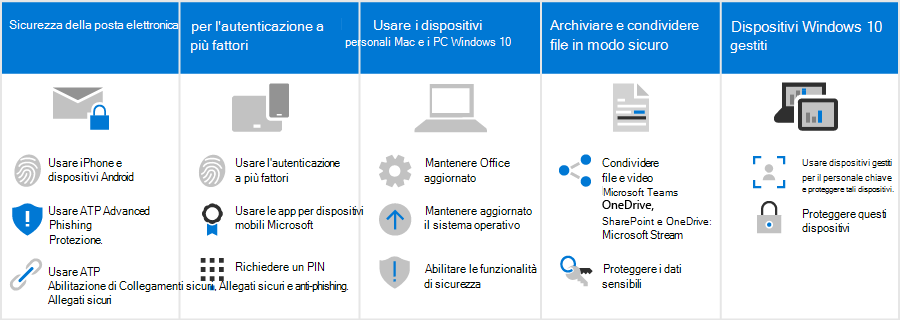 Sicurezza della posta elettronica
per l'autenticazione a
più fattori
Usare i dispositivi
personali Mac e i PC Windows 10
Archiviare e condividere
file in modo sicuro
Dispositivi Windows 10
gestiti
Usare iPhone e
dispositivi Android
Usare ATP Advanced
Phishing
Protezione.
Usare ATP
Abilitazione di Collegamenti sicuri, Allegati sicuri e anti-phishing.
Allegati sicuri
Usare l'autenticazione
a più fattori
Usare le app per dispositivi
mobili Microsoft
Richiedere un PIN
Mantenere Office
aggiornato
Mantenere aggiornato
il sistema operativo
Abilitare le funzionalità
di sicurezza
Condividere
file e video
Microsoft Teams
OneDrive,
SharePoint e OneDrive:
Microsoft Stream
Proteggere i dati
sensibili
Usare dispositivi gestiti
per il personale chiave
e proteggere tali dispositivi.
Proteggere questi
dispositivi